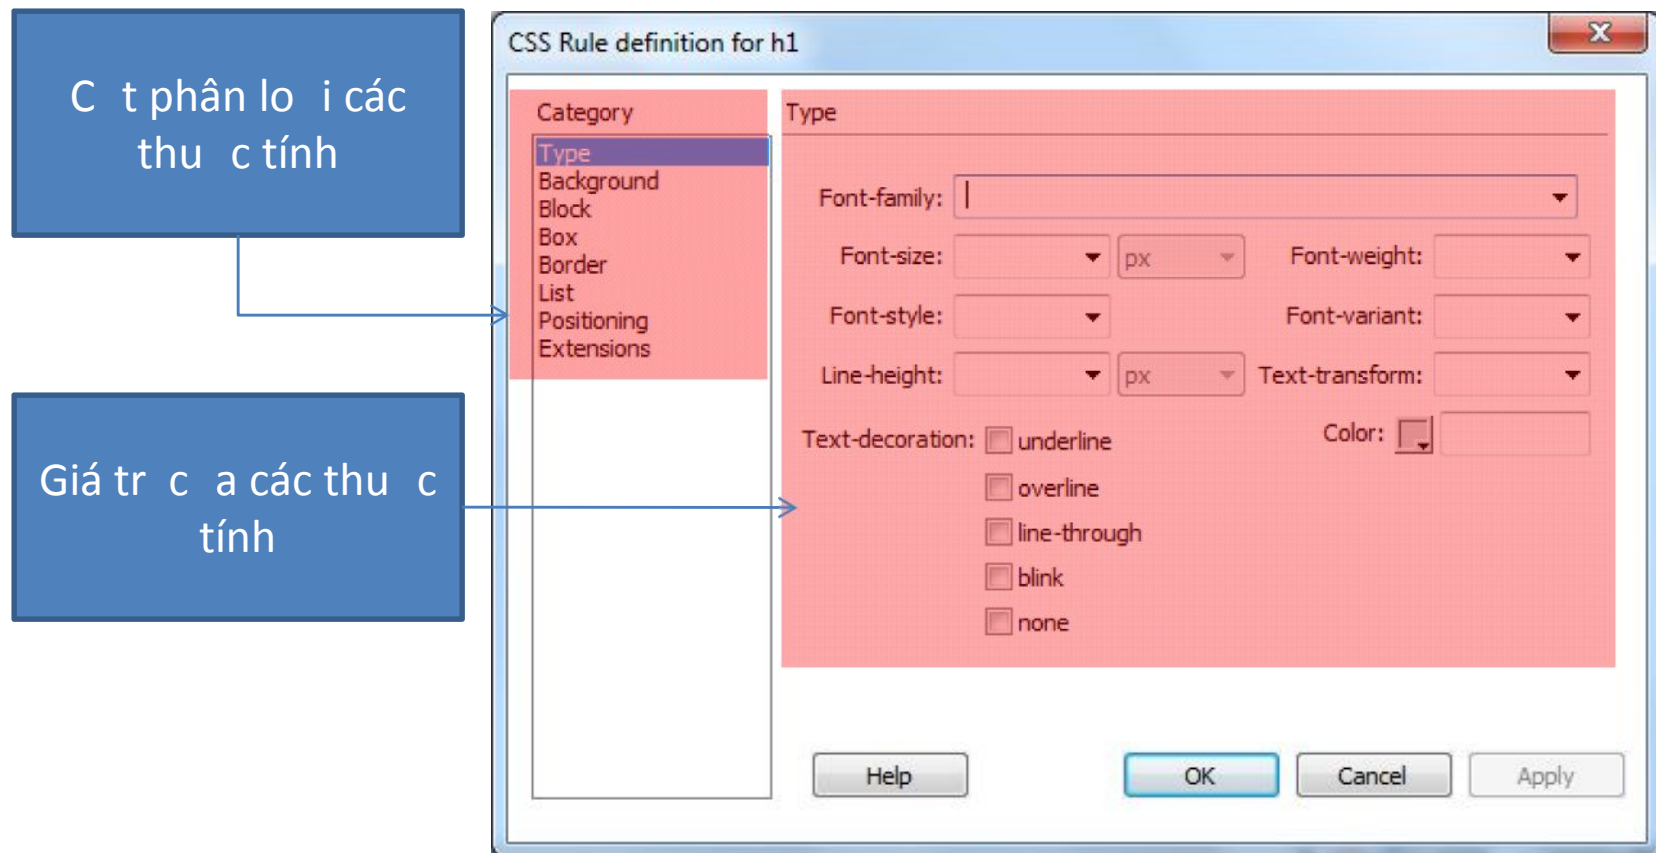 C t phân lo i các
thu c tính
Giá tr c a các thu c
tính
CSS Rule definition for h1
Category
Type
Background
Block
Box
Border
List
Positioning
Extensions
Type
Font-family:
Font-size: px Font-weight:
Font-style: Font-variant:
Line-height: px Text-transform:
Text-decoration: underline Color:
overline
line-through
blink
none
Help OK Cancel Apply